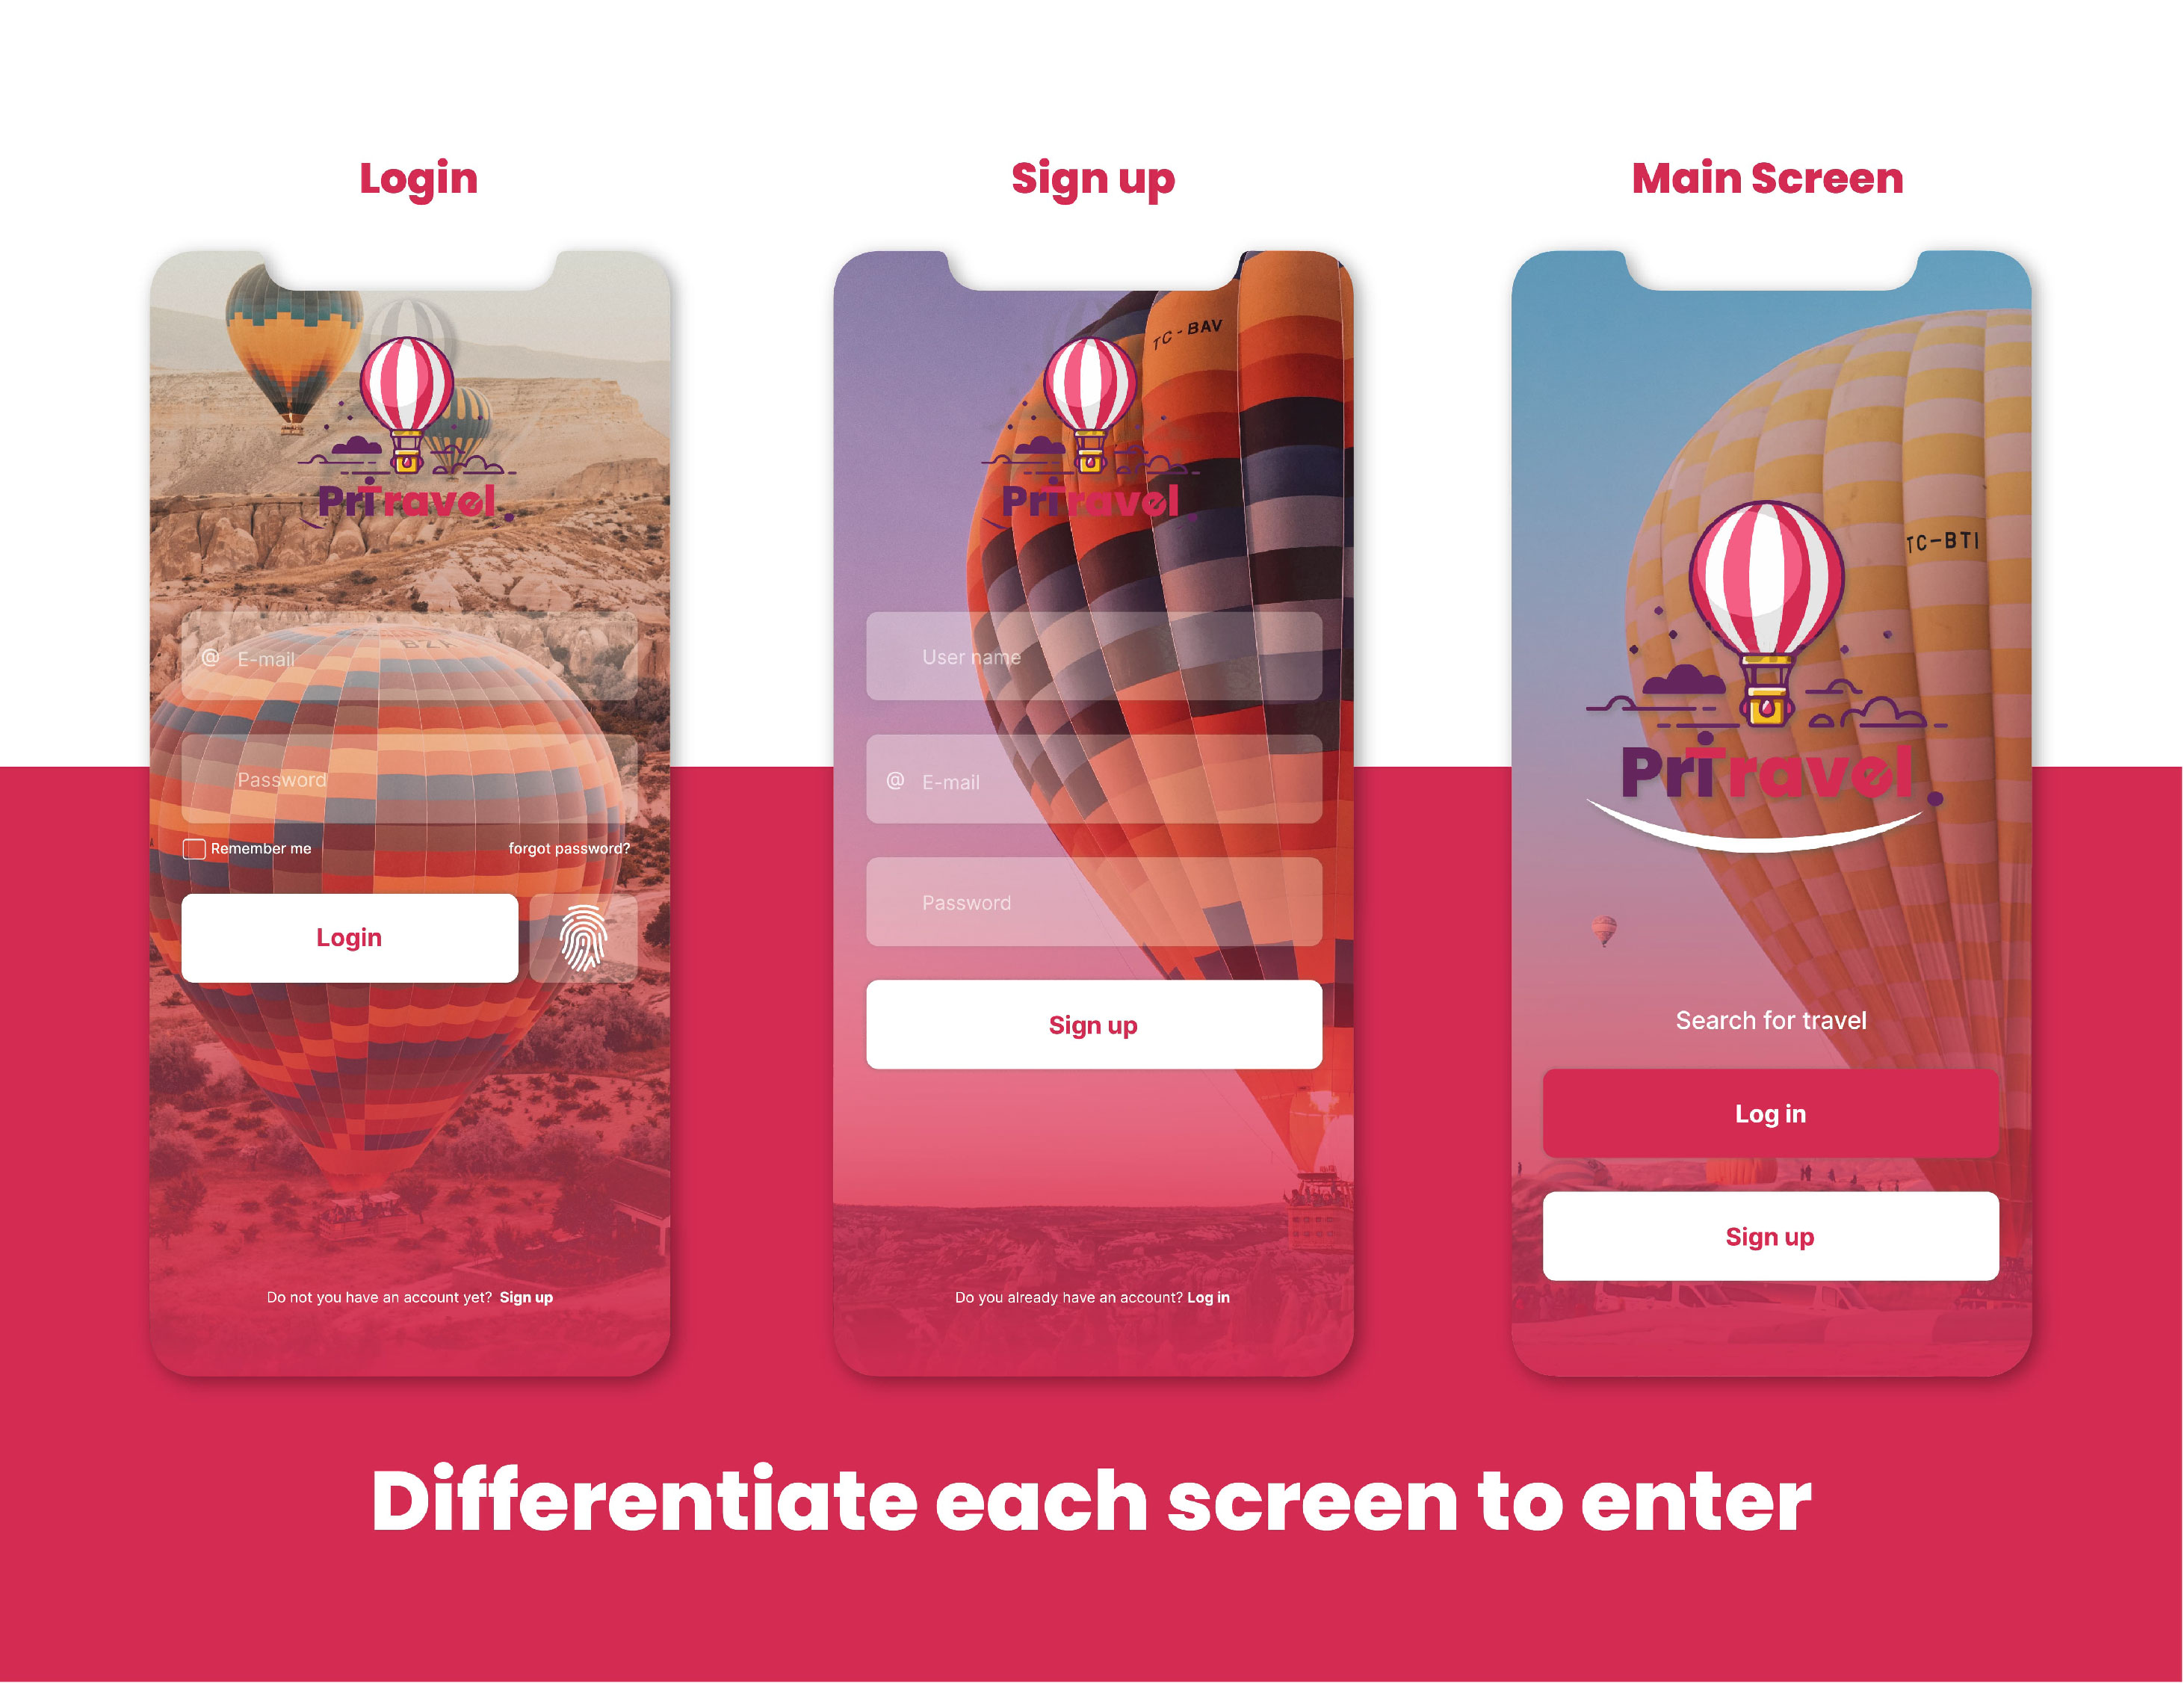 Login
Sign up
Main Screen
PriTravel
@ E-mail
Password
Remember me
forgot password?
Login
Do not you have an account yet? Sign up
TC-BAV
PriTravel
User name
@ E-mail
Password
Sign up
Do you already have an account? Log in
TC-BTI
PriTravel
Search for travel
Log in
Sign up
Differentiate each screen to enter